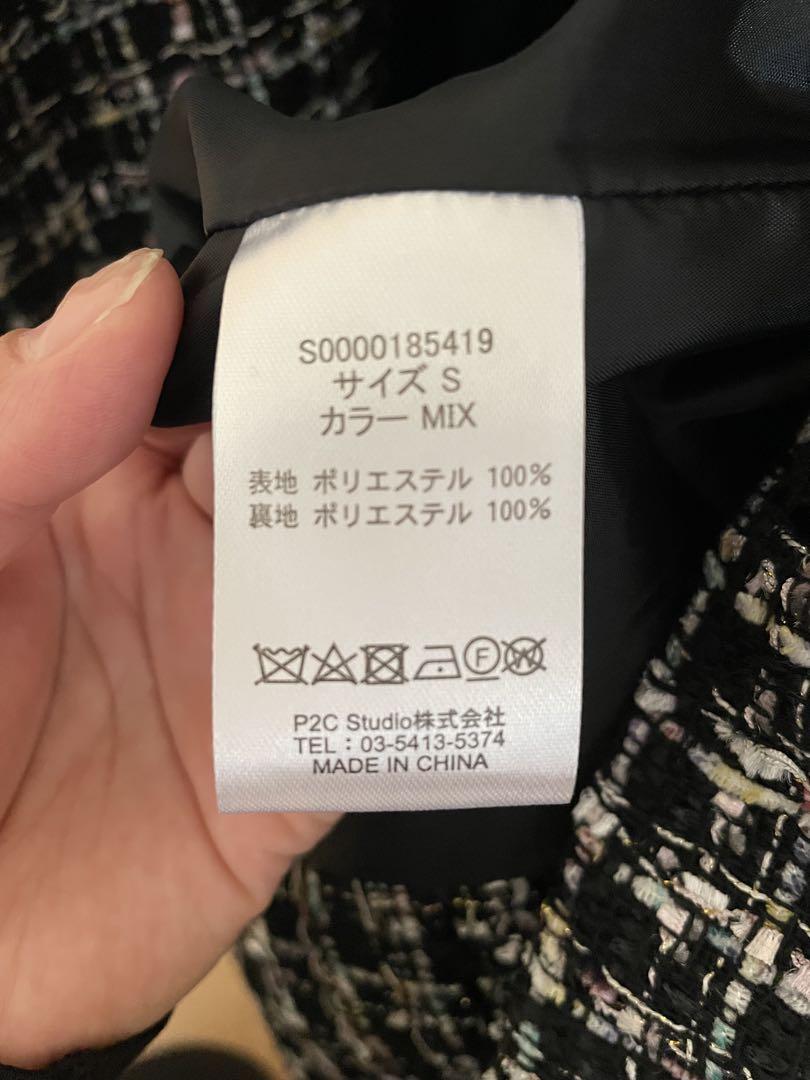 S0000185419
サイズ S
カラー MIX
表地 ポリエステル 100%
裏地 ポリエステル 100%
F W
P2C Studio株式会社
TEL：03-5413-5374
MADE IN CHINA